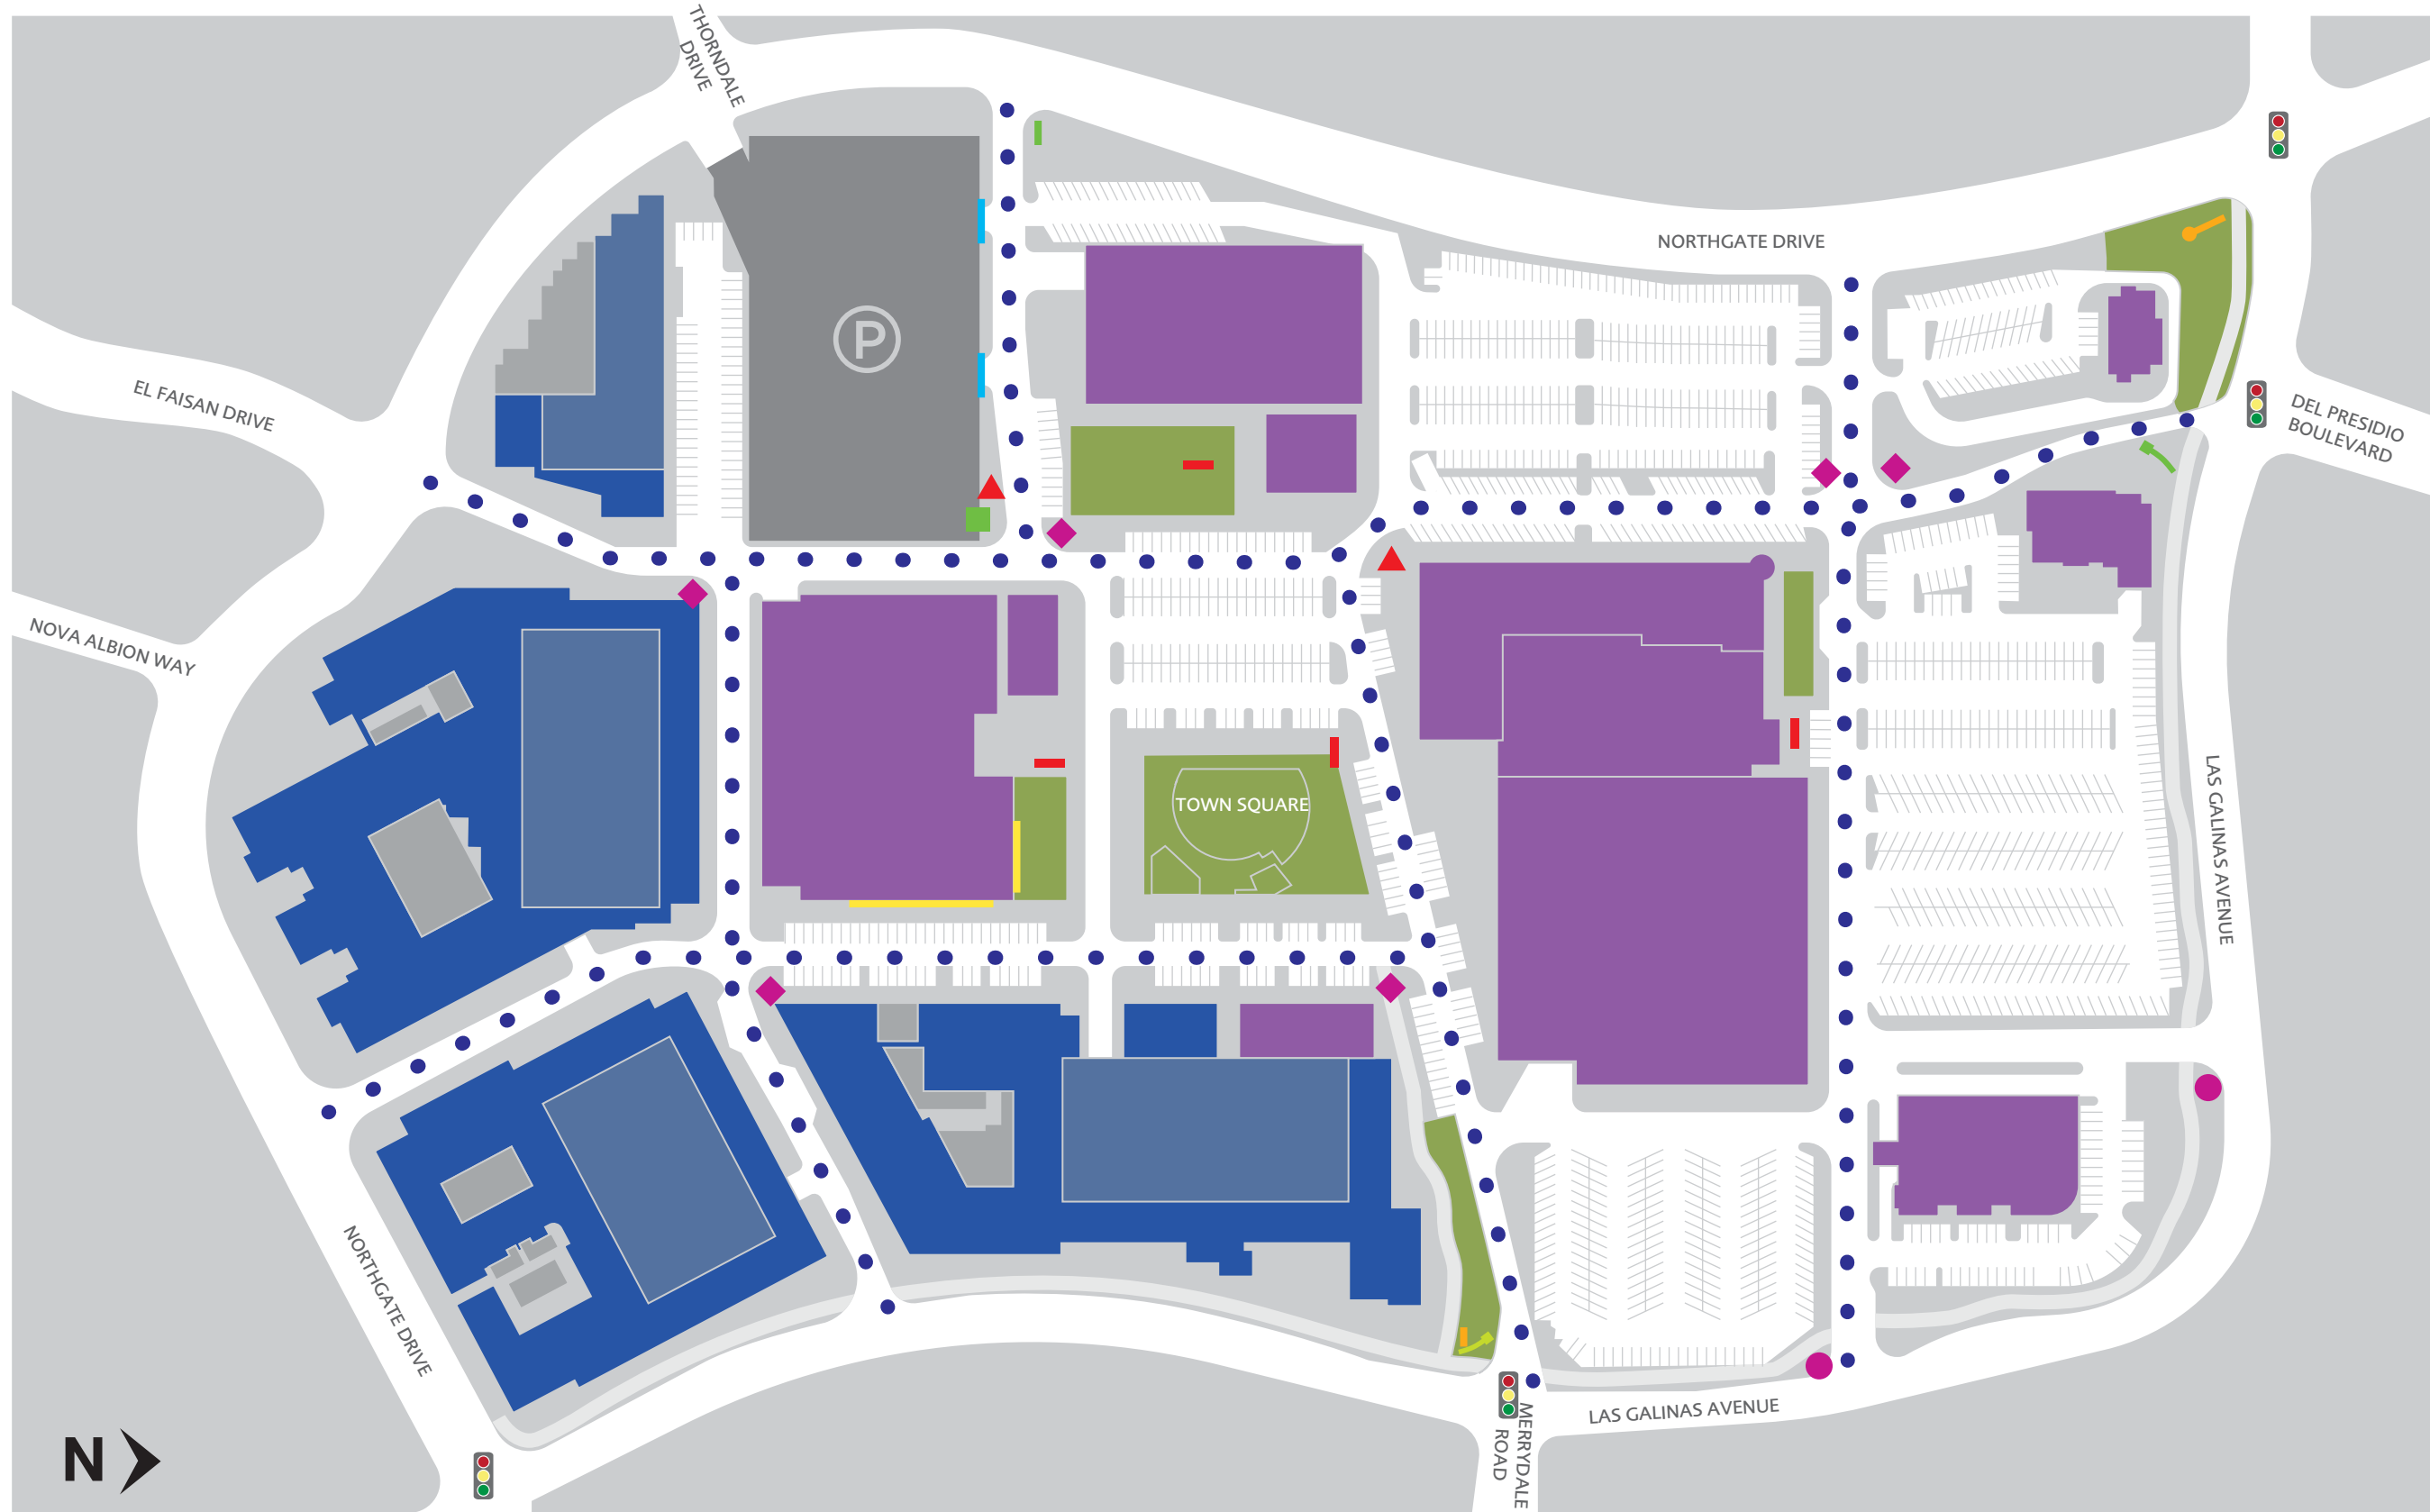 THORNDALE
DRIVE
NORTHGATE DRIVE
P
EL FAISAN DRIVE
DEL PRESIDIO
BOULEVARD
NOVA ALBION WAY
TOWN SQUARE
LAS GALINAS AVENUE
NORTHGATE DRIVE
LAS GALINAS AVENUE
MERRYDALE
ROAD
N